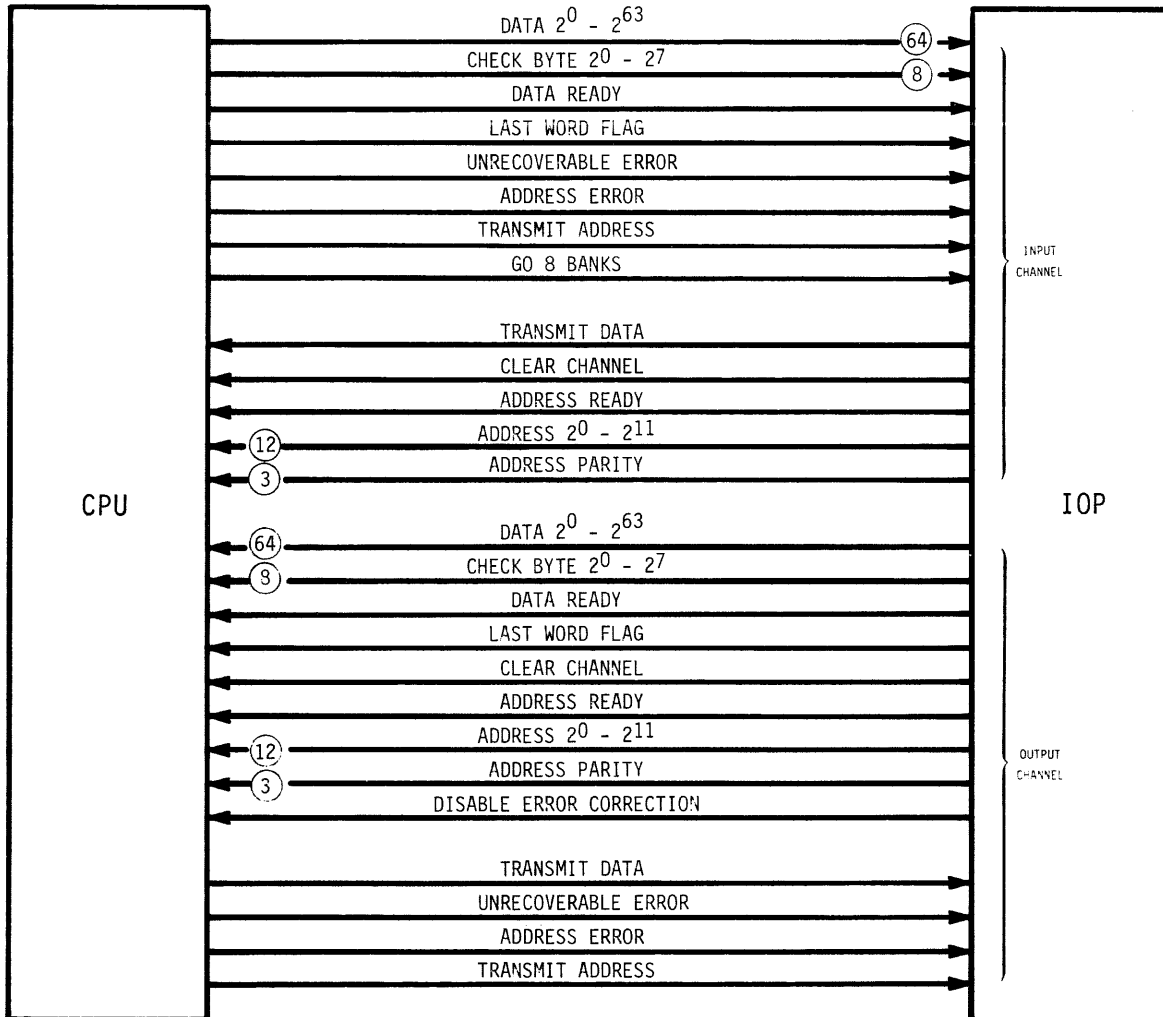 DATA 2⁰ - 2⁶³
64
CHECK BYTE 2⁰ - 2⁷
8
DATA READY
LAST WORD FLAG
UNRECOVERABLE ERROR
ADDRESS ERROR
TRANSMIT ADDRESS
GO 8 BANKS
INPUT
CHANNEL
TRANSMIT DATA
CLEAR CHANNEL
ADDRESS READY
ADDRESS 2⁰ - 2¹¹
12
ADDRESS PARITY
3
CPU
IOP
DATA 2⁰ - 2⁶³
64
CHECK BYTE 2⁰ - 2⁷
8
DATA READY
LAST WORD FLAG
CLEAR CHANNEL
ADDRESS READY
ADDRESS 2⁰ - 2¹¹
12
ADDRESS PARITY
3
DISABLE ERROR CORRECTION
OUTPUT
CHANNEL
TRANSMIT DATA
UNRECOVERABLE ERROR
ADDRESS ERROR
TRANSMIT ADDRESS